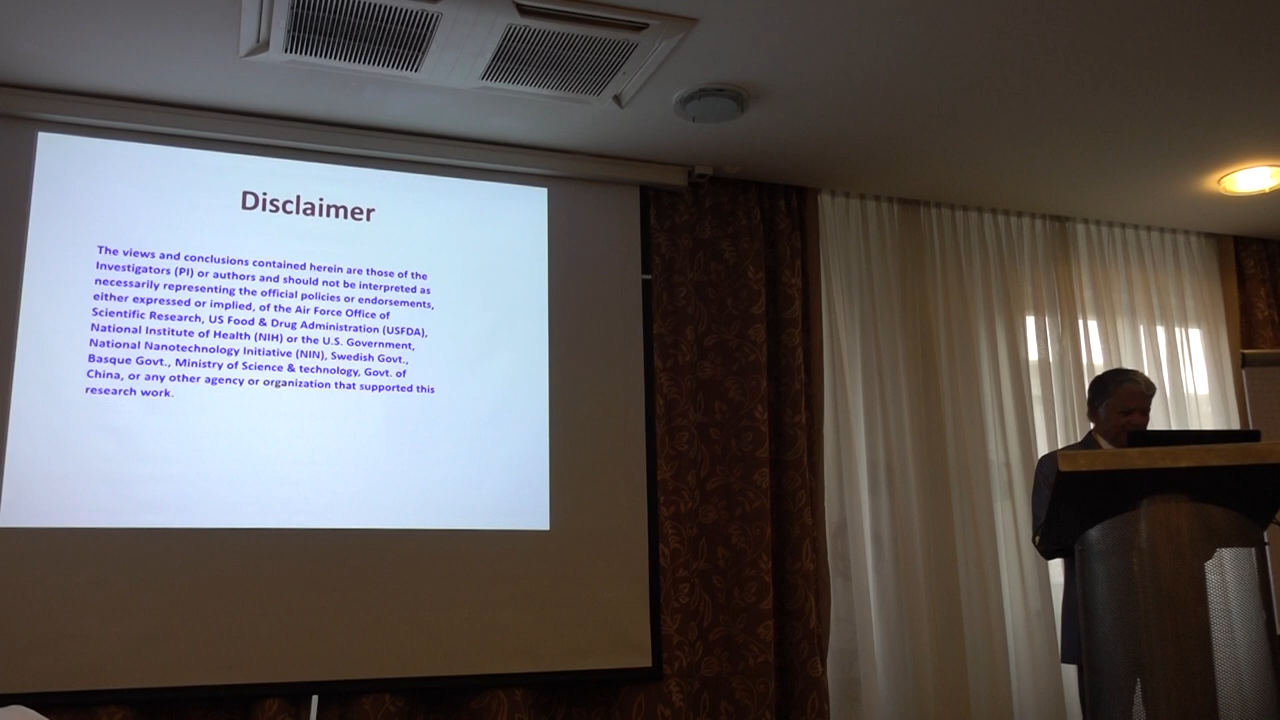 Disclaimer
The views and conclusions contained herein are those of the
Investigators (PI) or authors and should not be interpreted as
necessarily representing the official policies or endorsements,
either expressed or implied, of the Air Force Office of
Scientific Research, US Food & Drug Administration (USFDA),
National Institute of Health (NIH) or the U.S. Government,
National Nanotechnology Initiative (NIN), Swedish Govt.,
Basque Govt., Ministry of Science & technology, Govt. of
China, or any other agency or organization that supported this
research work.